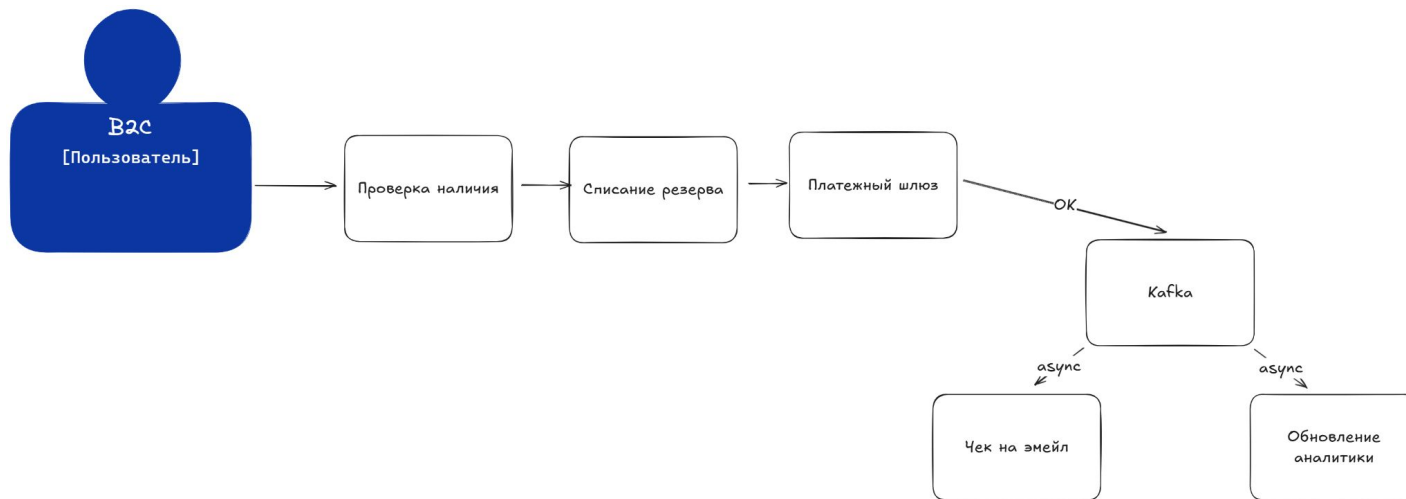 B2C
[Пользователь]
Проверка наличия
Списание резерва
Платежный шлюз
OK
Kafka
async
async
Чек на эмейл
Обновление
аналитики